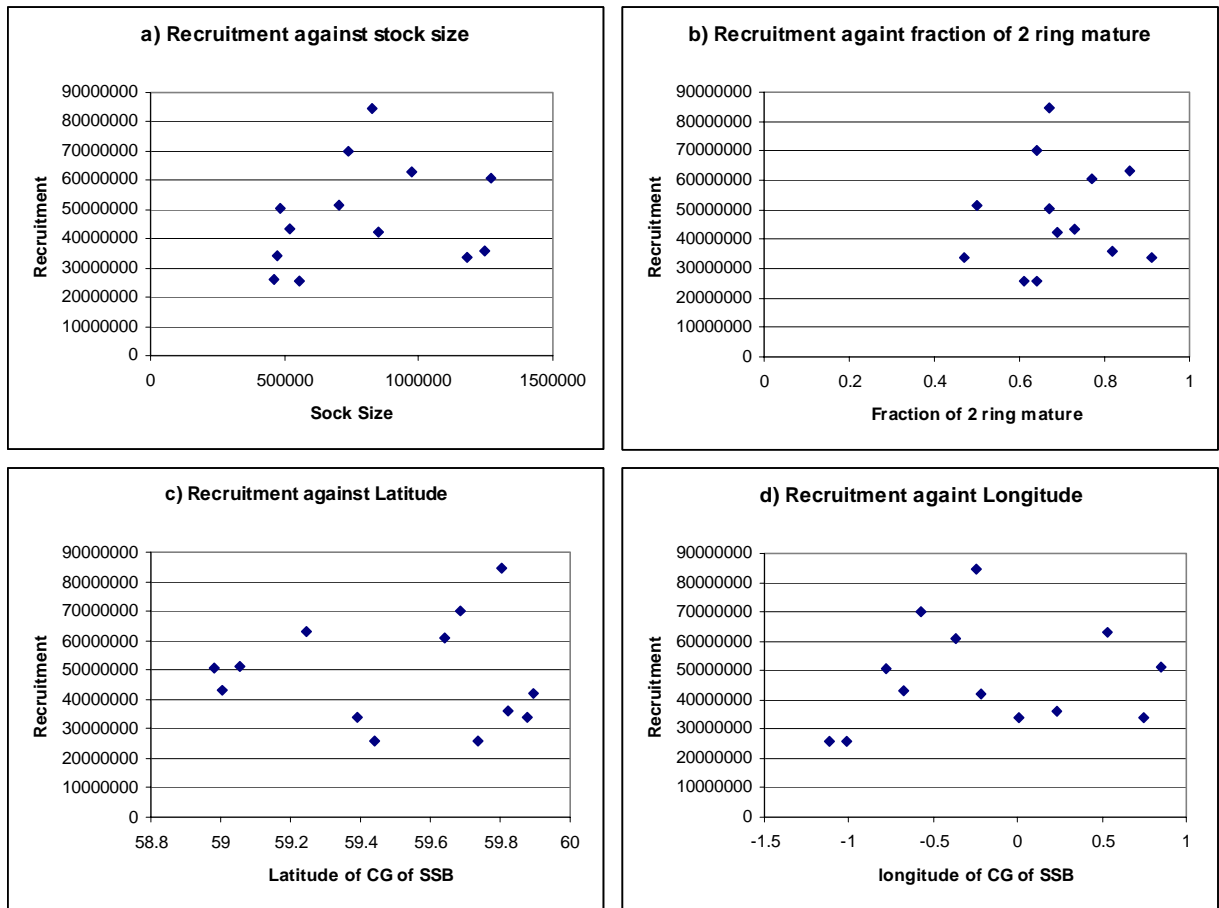 a) Recruitment against stock size
90000000
80000000
70000000
60000000
50000000
40000000
30000000
20000000
10000000
0
Recruitment
0 500000 1000000 1500000
Sock Size
b) Recruitment againt fraction of 2 ring mature
90000000
80000000
70000000
60000000
50000000
40000000
30000000
20000000
10000000
0
Recruitment
0 0.2 0.4 0.6 0.8 1
Fraction of 2 ring mature
c) Recruitment against Latitude
90000000
80000000
70000000
60000000
50000000
40000000
30000000
20000000
10000000
0
Recruitment
58.8 59 59.2 59.4 59.6 59.8 60
Latitude of CG of SSB
d) Recruitment againt Longitude
90000000
80000000
70000000
60000000
50000000
40000000
30000000
20000000
10000000
0
Recruitment
-1.5 -1 -0.5 0 0.5 1
longitude of CG of SSB